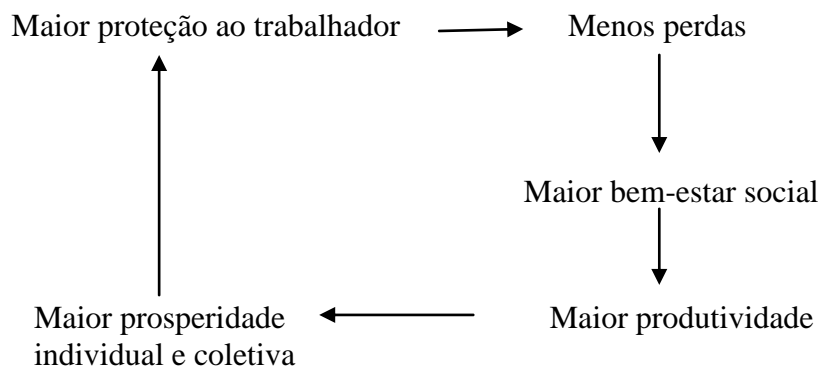 Maior proteção ao trabalhador
Menos perdas
Maior bem-estar social
Maior produtividade
Maior prosperidade
individual e coletiva